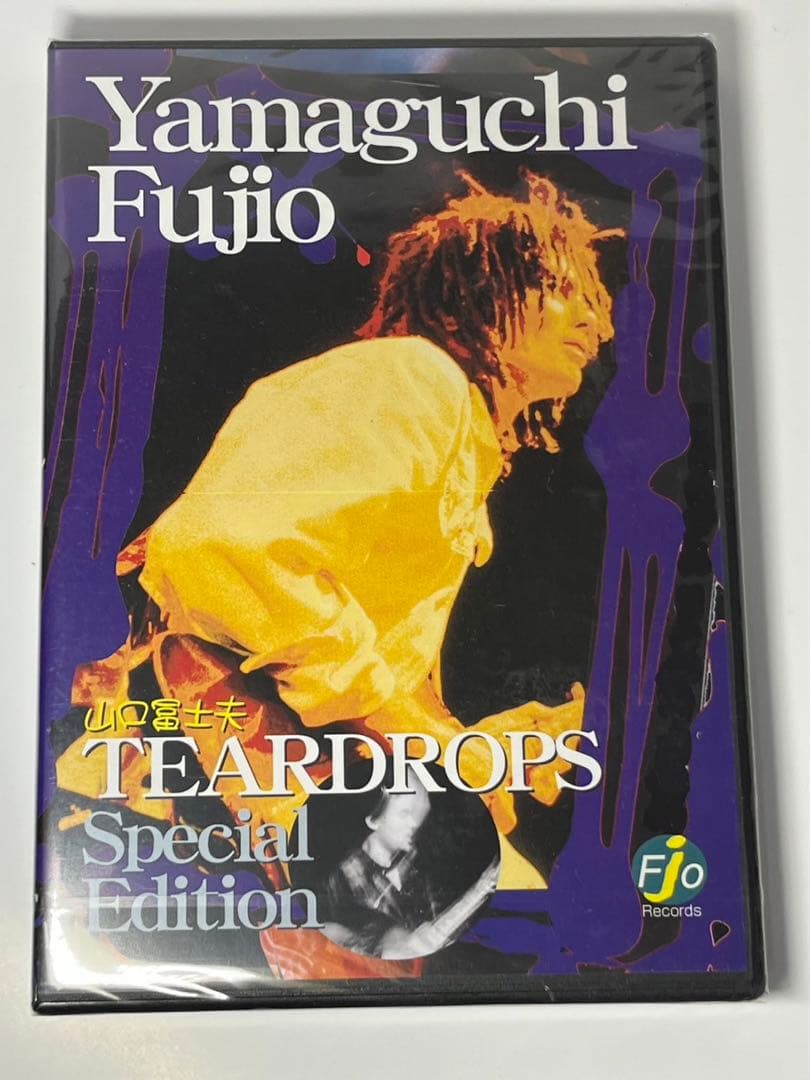 Yamaguchi
Fujio
山口冨士夫
TEARDROPS
Special
Edition
Fjo
Records